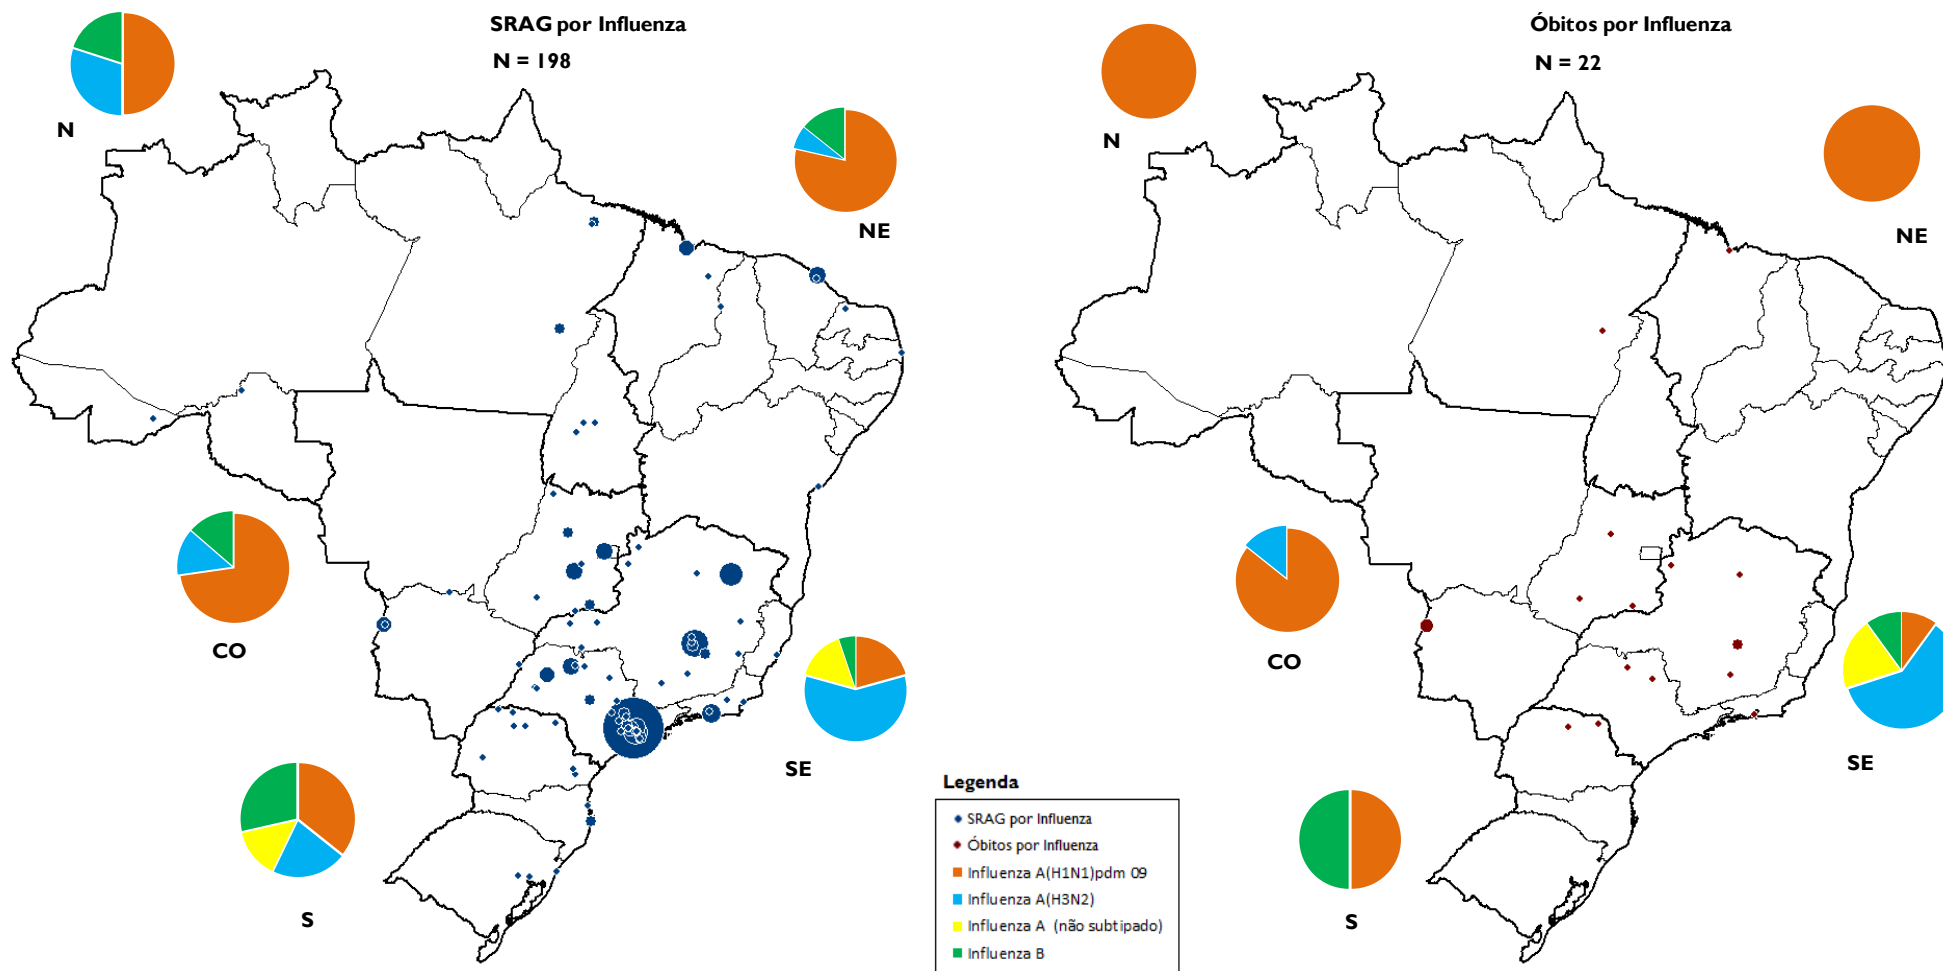 SRAG por Influenza
N = 198
N
NE
CO
SE
S
Óbitos por Influenza
N = 22
N
NE
CO
SE
S
Legenda
SRAG por Influenza
Óbitos por Influenza
Influenza A(H1N1)pdm 09
Influenza A(H3N2)
Influenza A (não subtipado)
Influenza B